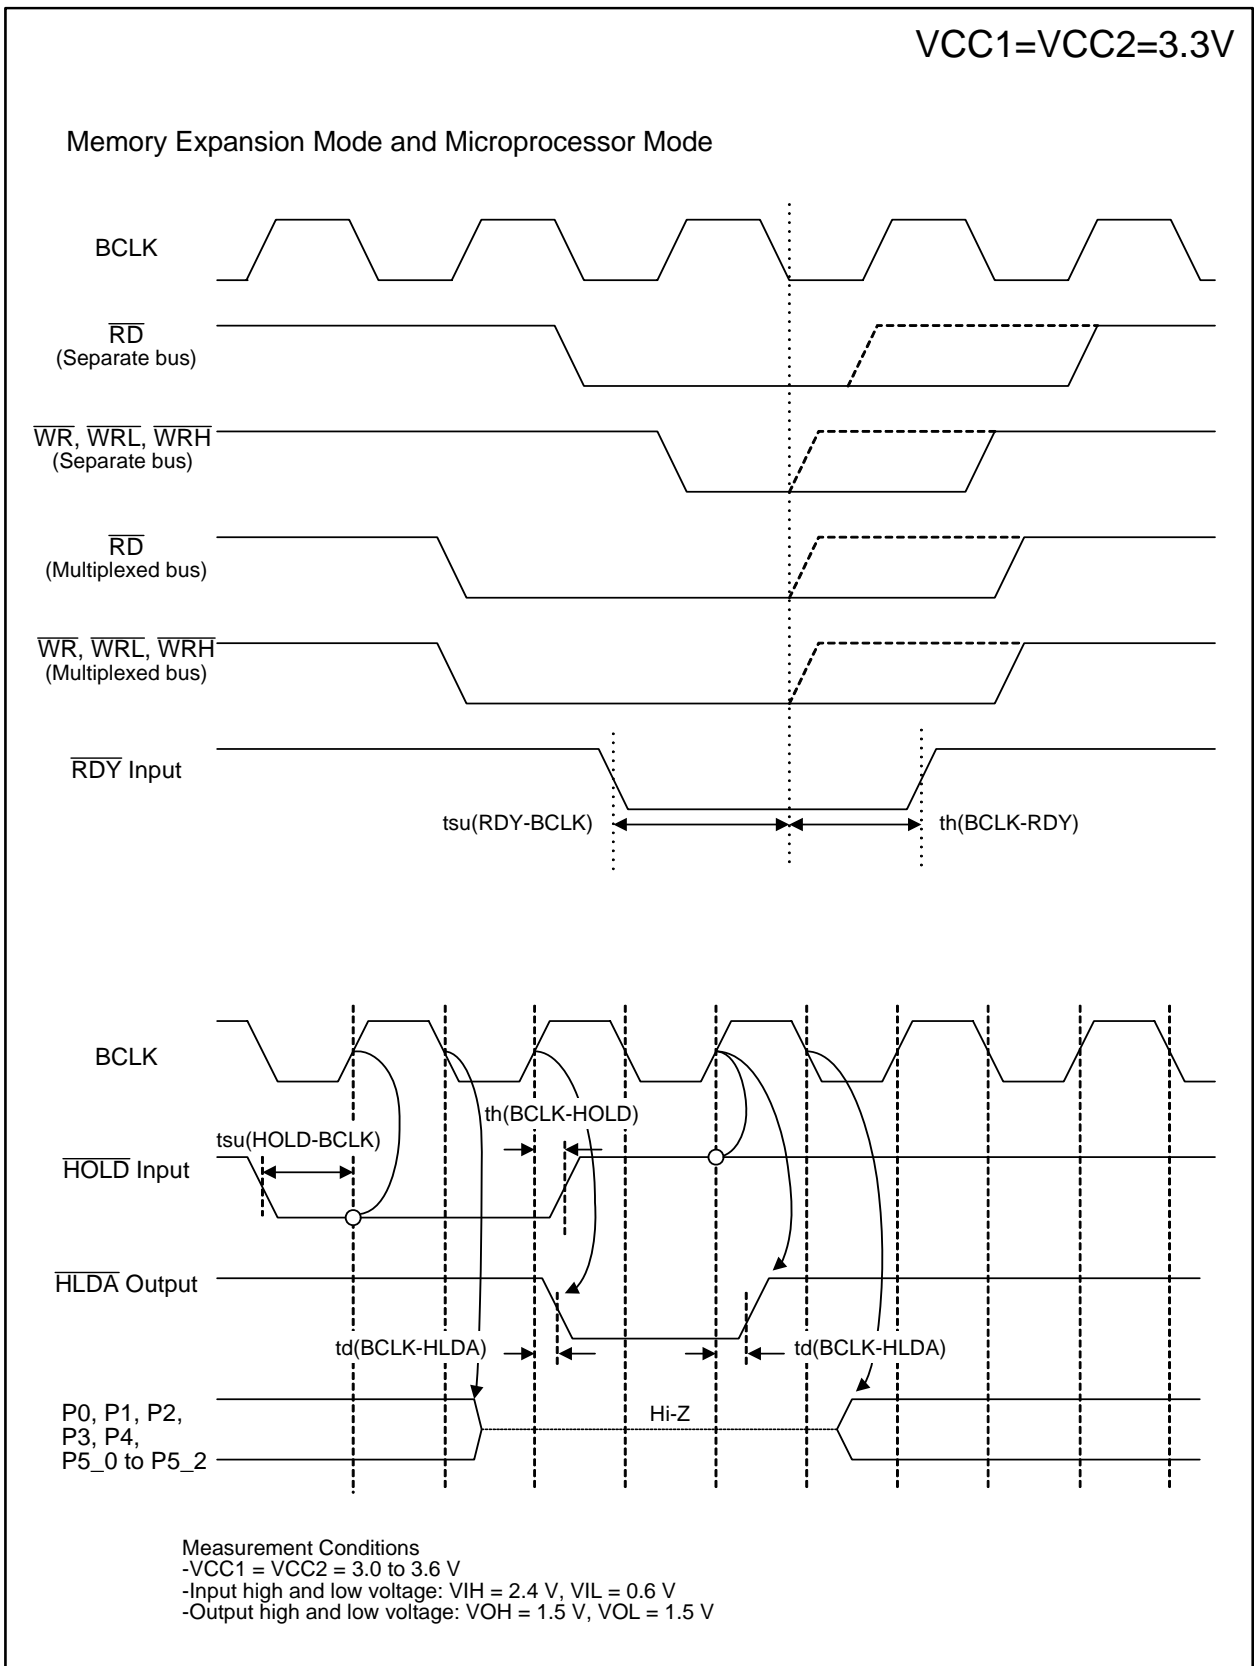 VCC1=VCC2=3.3V
Memory Expansion Mode and Microprocessor Mode
BCLK
RD
(Separate bus)
WR, WRL, WRH
(Separate bus)
RD
(Multiplexed bus)
WR, WRL, WRH
(Multiplexed bus)
RDY Input
tsu(RDY-BCLK)
th(BCLK-RDY)
BCLK
th(BCLK-HOLD)
tsu(HOLD-BCLK)
HOLD Input
HLDA Output
td(BCLK-HLDA)
td(BCLK-HLDA)
P0, P1, P2,
P3, P4,
P5_0 to P5_2
Hi-Z
Measurement Conditions
-VCC1 = VCC2 = 3.0 to 3.6 V
-Input high and low voltage: VIH = 2.4 V, VIL = 0.6 V
-Output high and low voltage: VOH = 1.5 V, VOL = 1.5 V